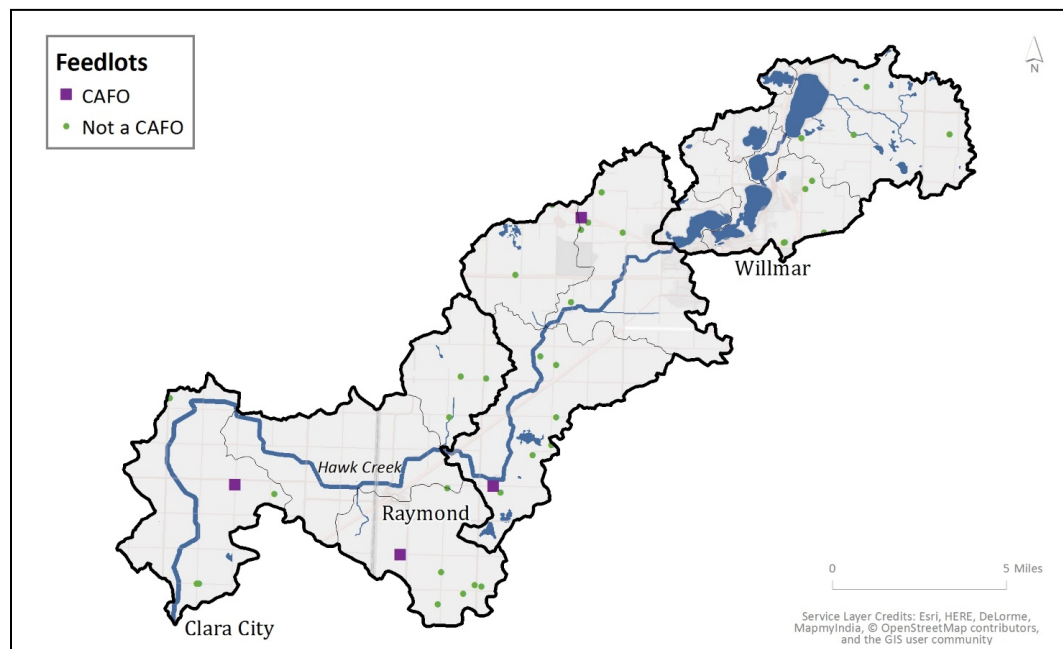 Feedlots
CAFO
Not a CAFO
N
Willmar
Hawk Creek
Raymond
Clara City
0
5 Miles
Service Layer Credits: Esri, HERE, DeLorme,
MapmyIndia, © OpenStreetMap contributors,
and the GIS user community